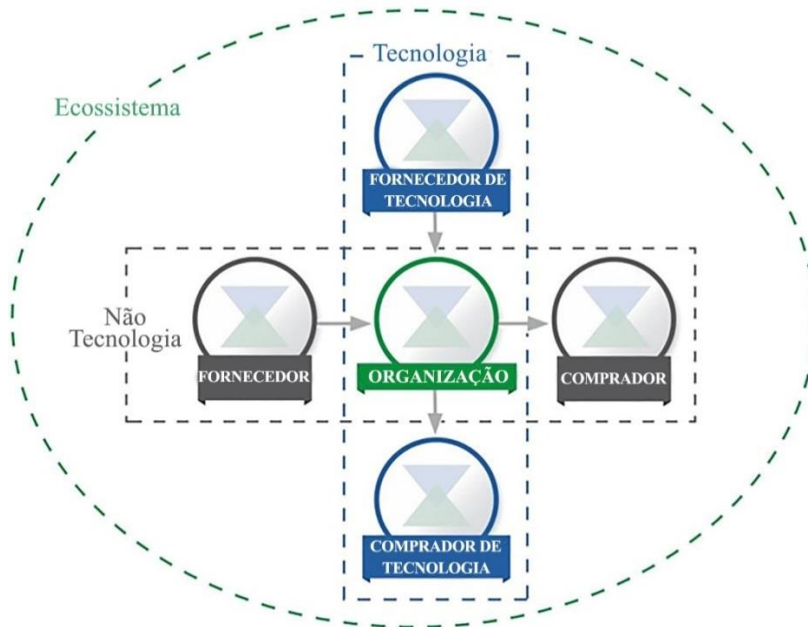 Tecnologia
Ecossistema
FORNECEDOR DE
TECNOLOGIA
Não
Tecnologia
FORNECEDOR
ORGANIZAÇÃO
COMPRADOR
COMPRADOR DE
TECNOLOGIA